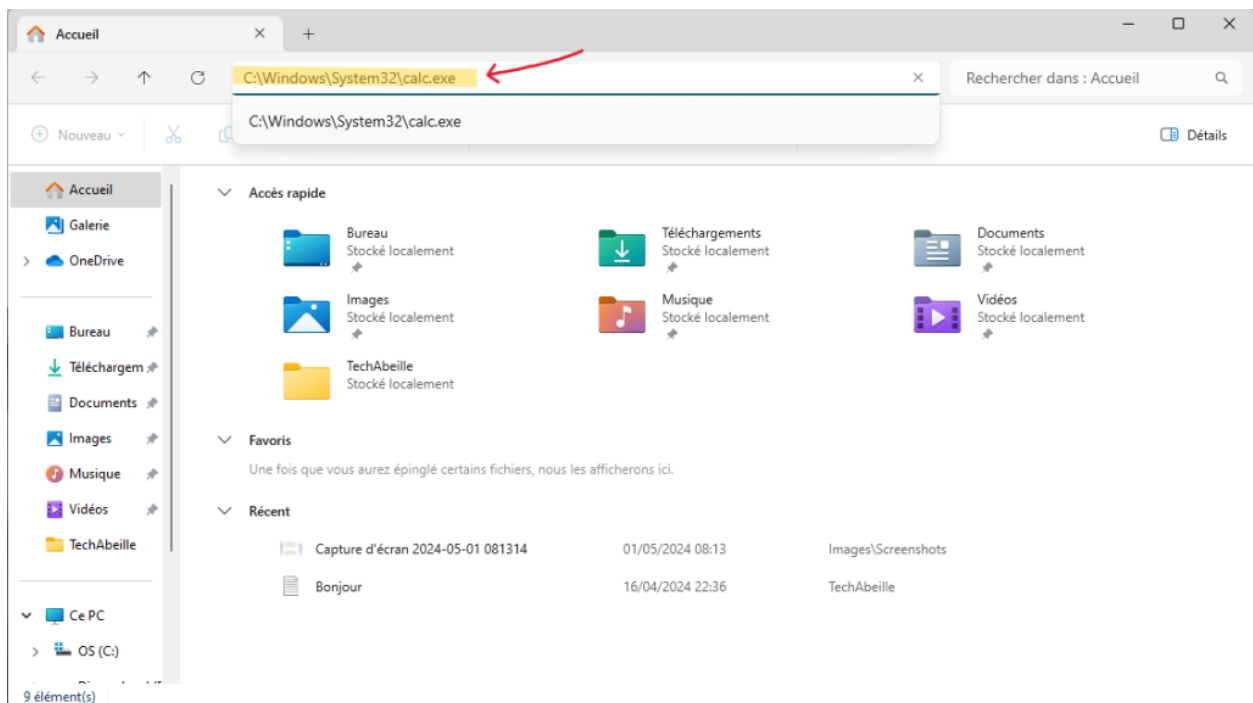 Accueil
C:\Windows\System32\calc.exe
Rechercher dans : Accueil
C:\Windows\System32\calc.exe
Nouveau
Détails
Accueil
Galerie
OneDrive
Bureau
Téléchargem
Documents
Images
Musique
Vidéos
TechAbeille
Ce PC
OS (C:)
9 élément(s)
Accès rapide
Bureau
Stocké localement
Téléchargements
Stocké localement
Documents
Stocké localement
Images
Stocké localement
Musique
Stocké localement
Vidéos
Stocké localement
TechAbeille
Stocké localement
Favoris
Une fois que vous aurez épinglé certains fichiers, nous les afficherons ici.
Récent
Capture d'écran 2024-05-01 081314 01/05/2024 08:13 Images\Screenshots
Bonjour 16/04/2024 22:36 TechAbeille